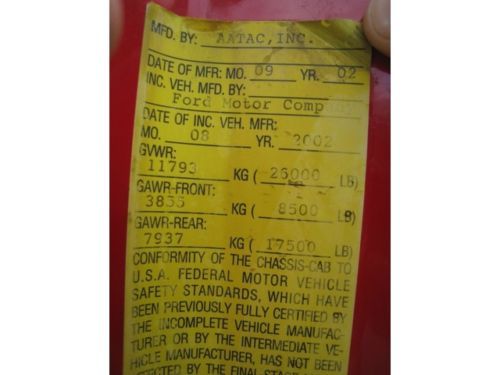 MFD. BY: AATAC, INC.
DATE OF MFR: MO. 09 YR. 02
INC. VEH. MFD. BY:
Ford Motor Company
DATE OF INC. VEH. MFR:
MO. 08 YR. 2002
GVWR:
11793 KG ( 26000 LB)
GAWR-FRONT:
3855 KG ( 8500 LB)
GAWR-REAR:
7937 KG ( 17500 LB)
CONFORMITY OF THE CHASSIS-CAB TO
U.S.A. FEDERAL MOTOR VEHICLE
SAFETY STANDARDS, WHICH HAVE
BEEN PREVIOUSLY FULLY CERTIFIED BY
THE INCOMPLETE VEHICLE MANUFAC-
TURER OR BY THE INTERMEDIATE VE-
HICLE MANUFACTURER, HAS NOT BEEN
BY THE FINAL